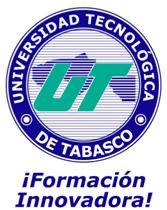 UNIVERSIDAD TECNOLÓGICA
DE TABASCO
UT
¡Formación
Innovadora!